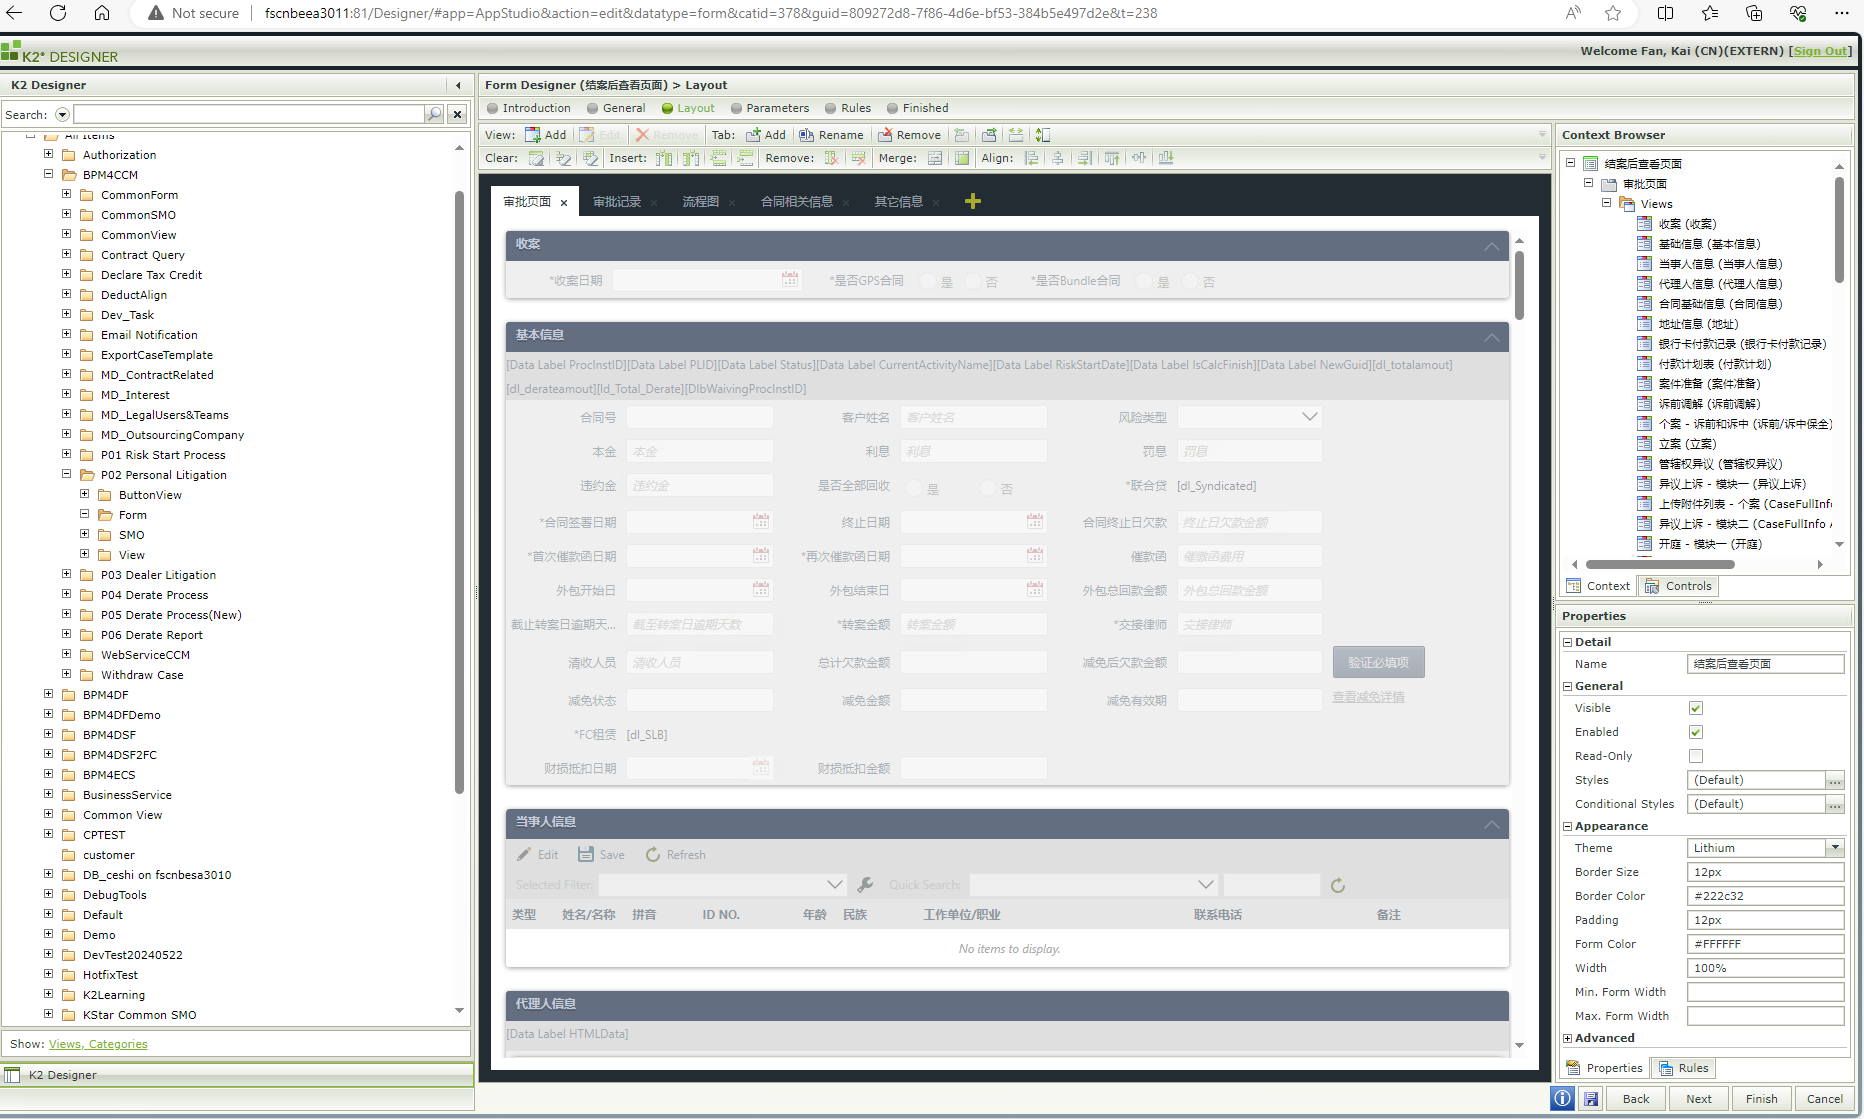 Not secure
fscnbeea3011:81/Designer/#app=AppStudio&action=edit&datatype=form&catid=378&guid=809272d8-7f86-4d6e-bf53-384b5e497d2e&t=238
K2 DESIGNER
Welcome Fan, Kai (CN)(EXTERN) [Sign Out]
K2 Designer
Search:
All Items
Authorization
BPM4CCM
CommonForm
CommonSMO
CommonView
Contract Query
Declare Tax Credit
DeductAlign
Dev_Task
Email Notification
ExportCaseTemplate
MD_ContractRelated
MD_Interest
MD_LegalUsers&Teams
MD_OutsourcingCompany
P01 Risk Start Process
P02 Personal Litigation
ButtonView
Form
SMO
View
P03 Dealer Litigation
P04 Derate Process
P05 Derate Process(New)
P06 Derate Report
WebServiceCCM
Withdraw Case
BPM4DF
BPM4DFDemo
BPM4DSF
BPM4DSF2FC
BPM4ECS
BusinessService
Common View
CPTEST
customer
DB_ceshi on fscnbesa3010
DebugTools
Default
Demo
DevTest20240522
HotfixTest
K2Learning
KStar Common SMO
Show: Views, Categories
K2 Designer
Form Designer (结案后查看页面) > Layout
Introduction General Layout Parameters Rules Finished
View: Add Edit Remove Tab: Add Rename Remove
Clear: Insert: Remove: Merge: Align:
审批页面 审批记录 流程图 合同相关信息 其它信息
收案
*收案日期 *是否GPS合同 是 否 *是否Bundle合同 是 否
基本信息
[Data Label ProcInstID][Data Label PLID][Data Label Status][Data Label CurrentActivityName][Data Label RiskStartDate][Data Label IsCalcFinish][Data Label NewGuid][dl_totalamout]
[dl_derateamout][ld_Total_Derate][DlbWaivingProcInstID]
合同号 客户姓名 客户姓名 风险类型
本金 本金 利息 利息 罚息 罚息
违约金 违约金 是否全部回收 是 否 *联合贷 [dl_Syndicated]
*合同签署日期 终止日期 合同终止日欠款 终止日欠款金额
*首次催款函日期 *再次催款函日期 催款函 催缴函费用
外包开始日 外包结束日 外包总回款金额 外包总回款金额
截止转案日逾期天... 截至转案日逾期天数 *转案金额 转案金额 *交接律师 交接律师
清收人员 清收人员 总计欠款金额 减免后欠款金额 验证必填项
减免状态 减免金额 减免有效期 查看减免详情
*FC租赁 [dl_SLB]
财损抵扣日期 财损抵扣金额
当事人信息
Edit Save Refresh
Selected Filter: Quick Search:
类型 姓名/名称 拼音 ID NO. 年龄 民族 工作单位/职业 联系电话 备注
No items to display.
代理人信息
[Data Label HTMLData]
Context Browser
结案后查看页面
审批页面
Views
收案 (收案)
基础信息 (基本信息)
当事人信息 (当事人信息)
代理人信息 (代理人信息)
合同基础信息 (合同信息)
地址信息 (地址)
银行卡付款记录 (银行卡付款记录)
付款计划表 (付款计划)
案件准备 (案件准备)
诉前调解 (诉前调解)
个案 - 诉前和诉中 (诉前/诉中保全)
立案 (立案)
管辖权异议 (管辖权异议)
异议上诉 - 模块一 (异议上诉)
上传附件列表 - 个案 (CaseFullInfo
异议上诉 - 模块二 (CaseFullInfo
开庭 - 模块一 (开庭)
Context Controls
Properties
Detail
Name 结案后查看页面
General
Visible
Enabled
Read-Only
Styles (Default) ...
Conditional Styles (Default) ...
Appearance
Theme Lithium
Border Size 12px
Border Color #222c32
Padding 12px
Form Color #FFFFFF
Width 100%
Min. Form Width
Max. Form Width
Advanced
Properties Rules
Back Next Finish Cancel